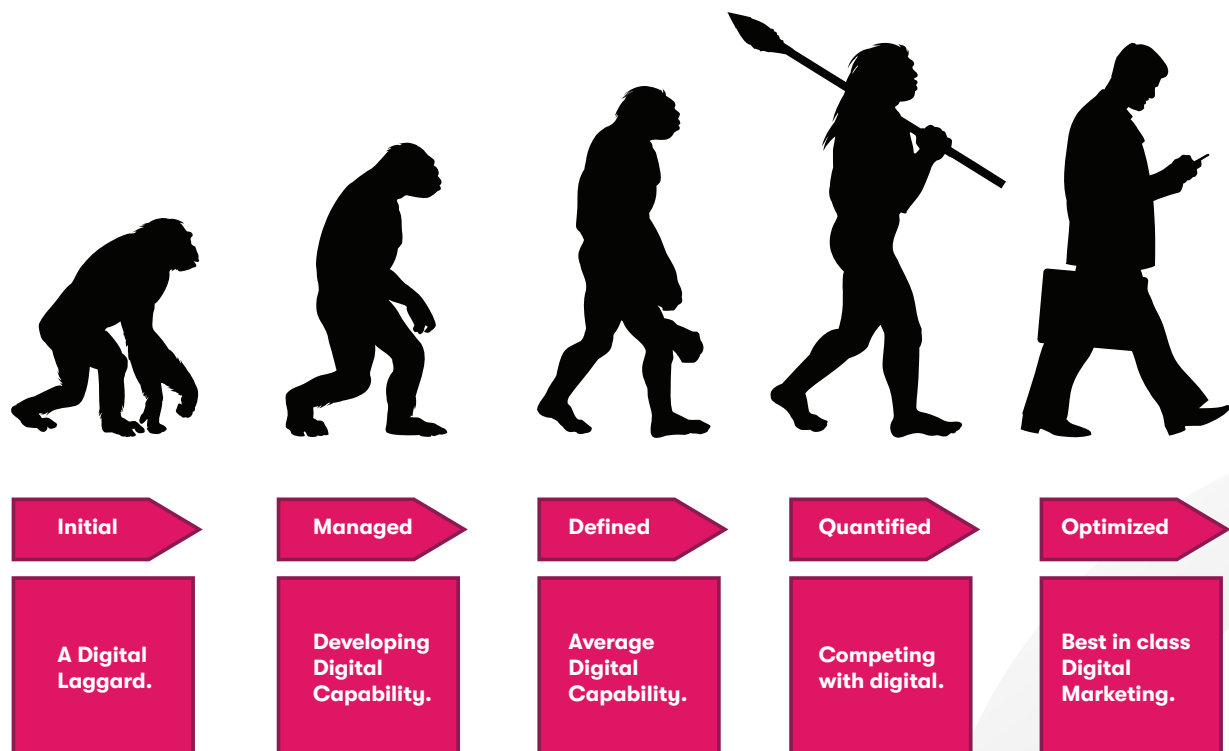 Initial
Managed
Defined
Quantified
Optimized
A Digital
Laggard.
Developing
Digital
Capability.
Average
Digital
Capability.
Competing
with digital.
Best in class
Digital
Marketing.